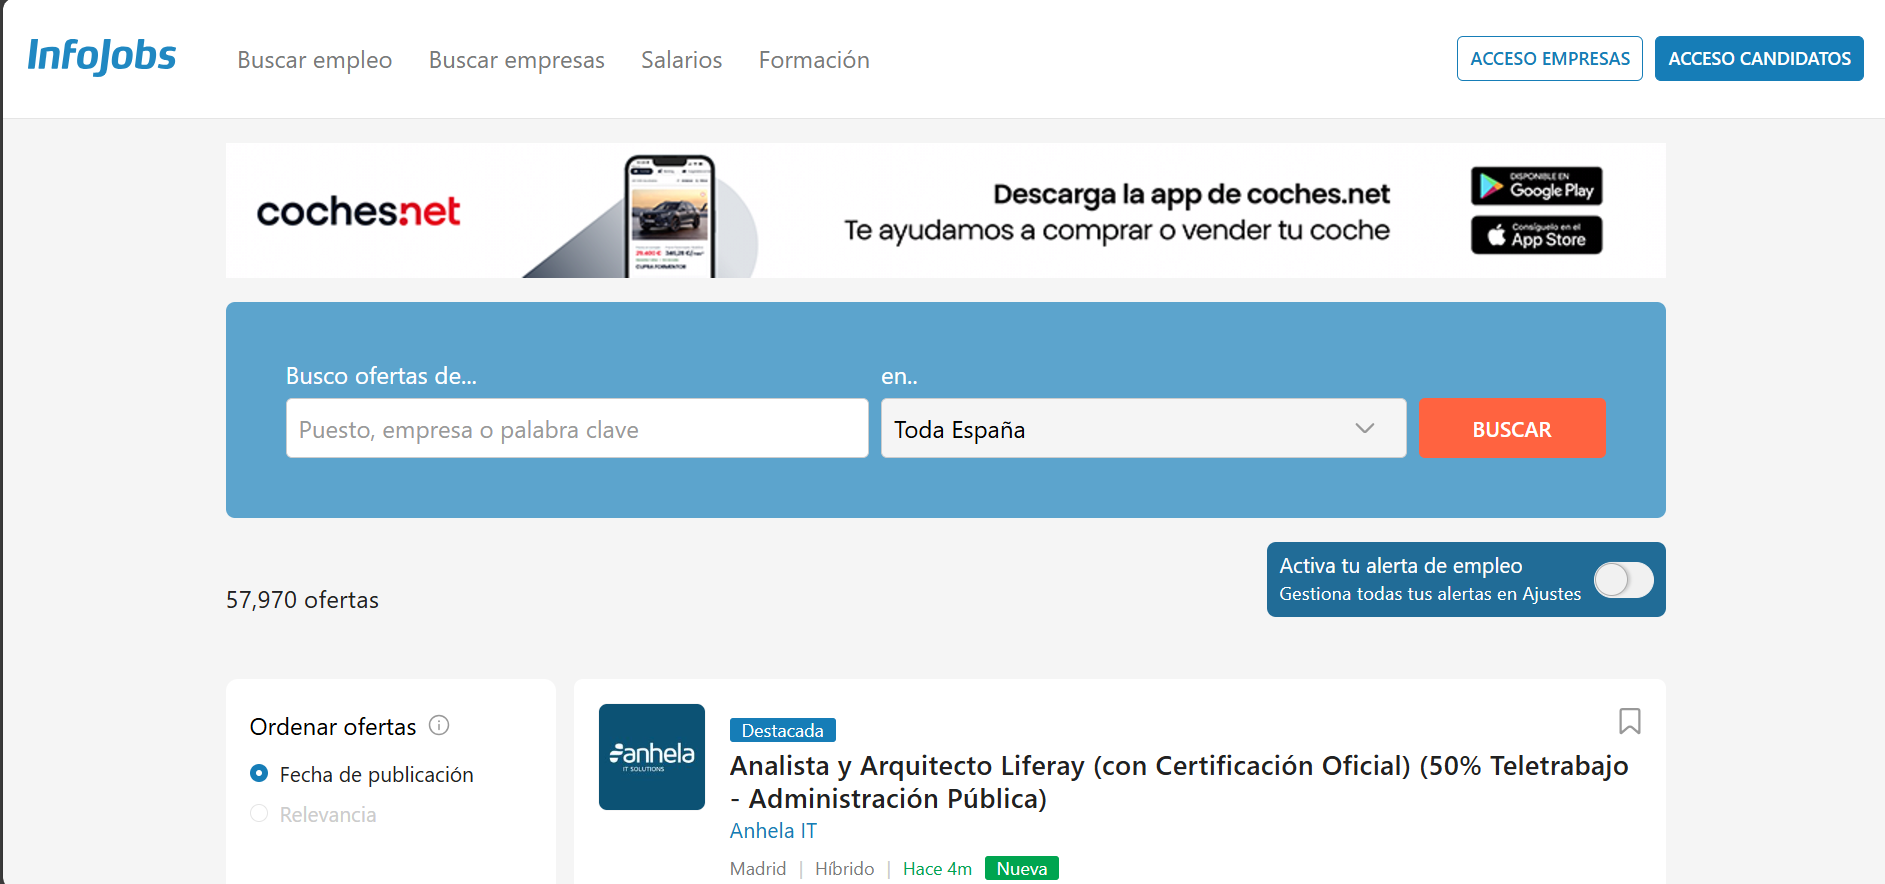 InfoJobs
Buscar empleo
Buscar empresas
Salarios
Formación
ACCESO EMPRESAS
ACCESO CANDIDATOS
coches.net
29.400 €
CUPRA FORMENTOR
Descarga la app de coches.net
Te ayudamos a comprar o vender tu coche
DISPONIBLE EN
Google Play
Consíguelo en el
App Store
Busco ofertas de...
en..
Puesto, empresa o palabra clave
Toda España
BUSCAR
Activa tu alerta de empleo
Gestiona todas tus alertas en Ajustes
57,970 ofertas
Ordenar ofertas
Fecha de publicación
Relevancia
anhela
IT SOLUTIONS
Destacada
Analista y Arquitecto Liferay (con Certificación Oficial) (50% Teletrabajo
- Administración Pública)
Anhela IT
Madrid | Híbrido | Hace 4m Nueva